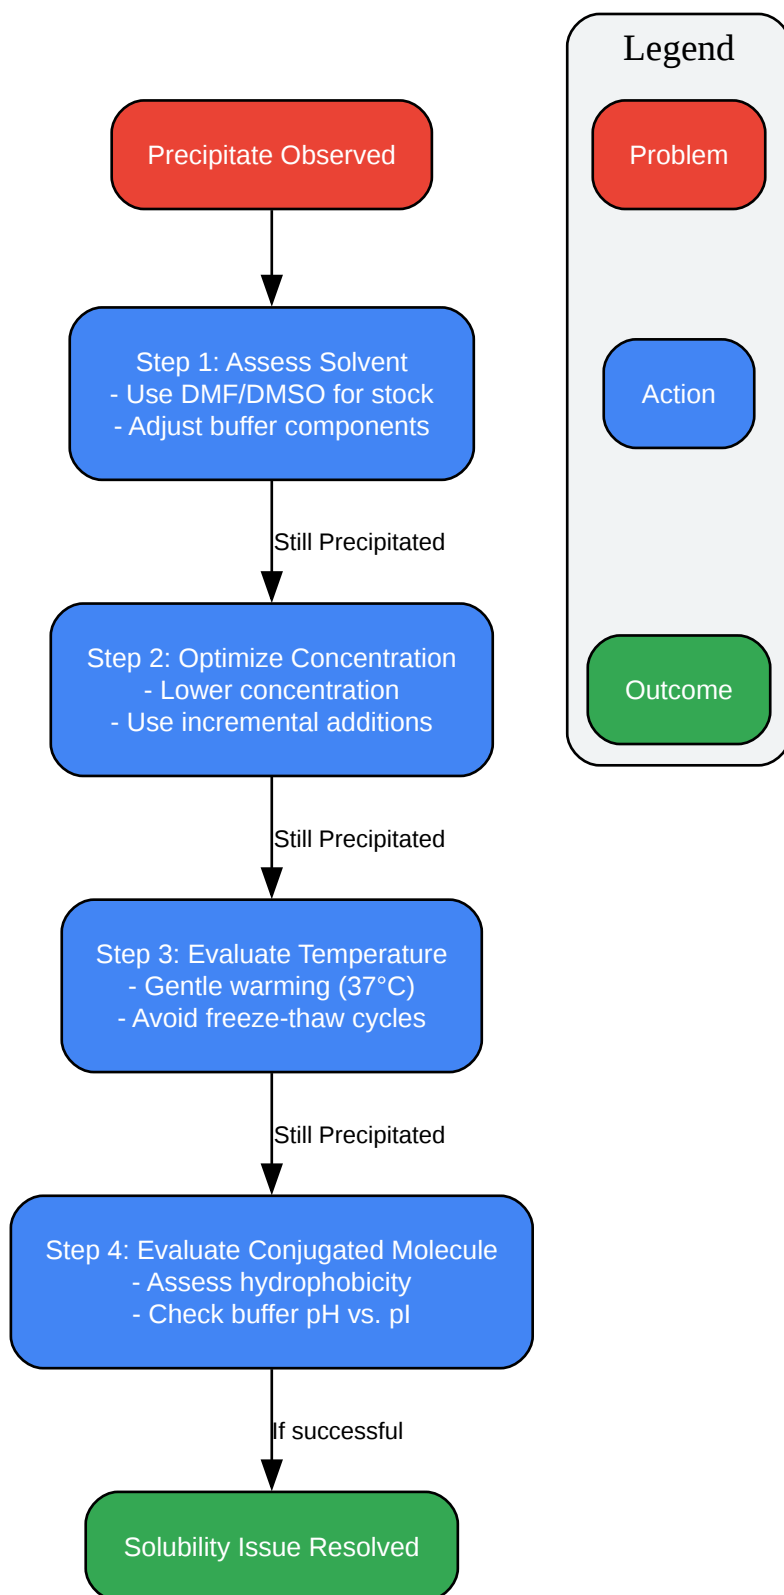 Legend
Precipitate Observed
Problem
Step 1: Assess Solvent
- Use DMF/DMSO for stock
- Adjust buffer components
Action
Still Precipitated
Step 2: Optimize Concentration
- Lower concentration
- Use incremental additions
Outcome
Still Precipitated
Step 3: Evaluate Temperature
- Gentle warming (37°C)
- Avoid freeze-thaw cycles
Still Precipitated
Step 4: Evaluate Conjugated Molecule
- Assess hydrophobicity
- Check buffer pH vs. pI
If successful
Solubility Issue Resolved